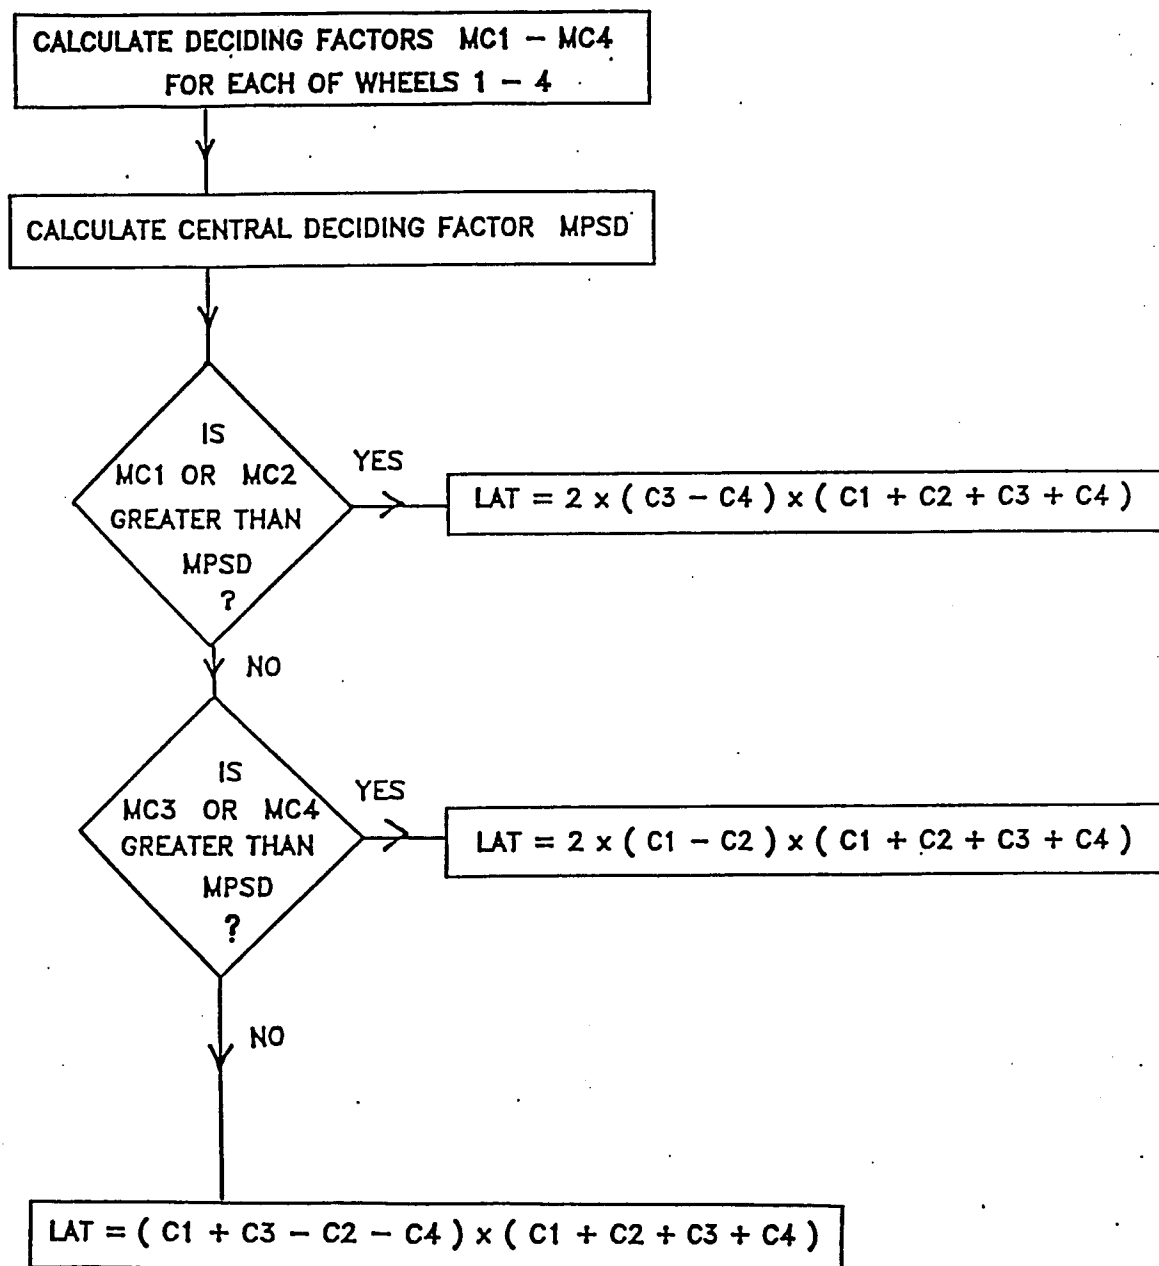 CALCULATE DECIDING FACTORS MC1 – MC4
FOR EACH OF WHEELS 1 – 4
CALCULATE CENTRAL DECIDING FACTOR MPSD
IS
MC1 OR MC2
GREATER THAN
MPSD
?
YES
LAT = 2 x ( C3 – C4 ) x ( C1 + C2 + C3 + C4 )
NO
IS
MC3 OR MC4
GREATER THAN
MPSD
?
YES
LAT = 2 x ( C1 – C2 ) x ( C1 + C2 + C3 + C4 )
NO
LAT = ( C1 + C3 – C2 – C4 ) x ( C1 + C2 + C3 + C4 )